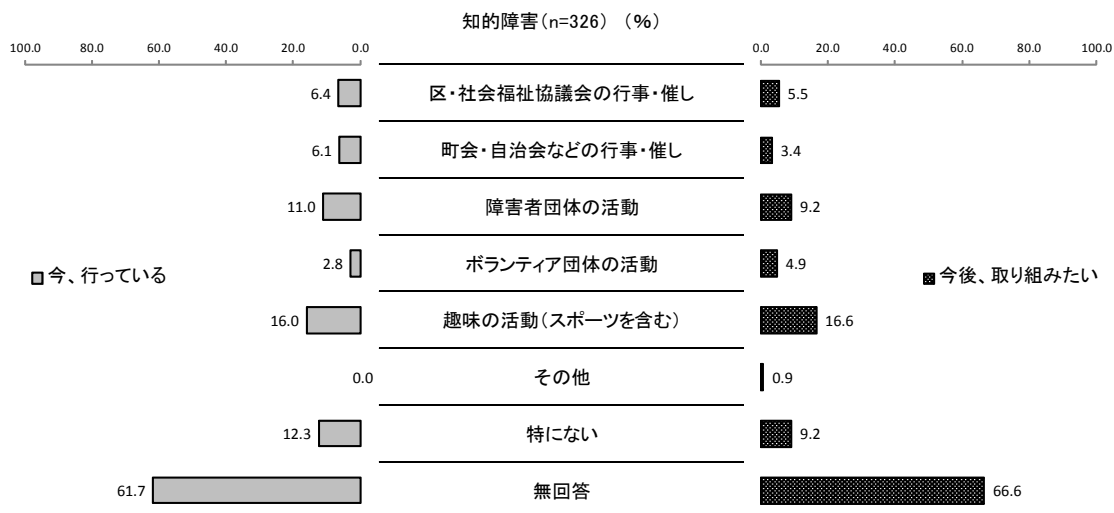 知的障害(n=326) (%)
100.0 80.0 60.0 40.0 20.0 0.0 0.0 20.0 40.0 60.0 80.0 100.0
6.4 区・社会福祉協議会の行事・催し 5.5
6.1 町会・自治会などの行事・催し 3.4
11.0 障害者団体の活動 9.2
2.8 ボランティア団体の活動 4.9
今、行っている 今後、取り組みたい
16.0 趣味の活動(スポーツを含む) 16.6
0.0 その他 0.9
12.3 特にない 9.2
61.7 無回答 66.6